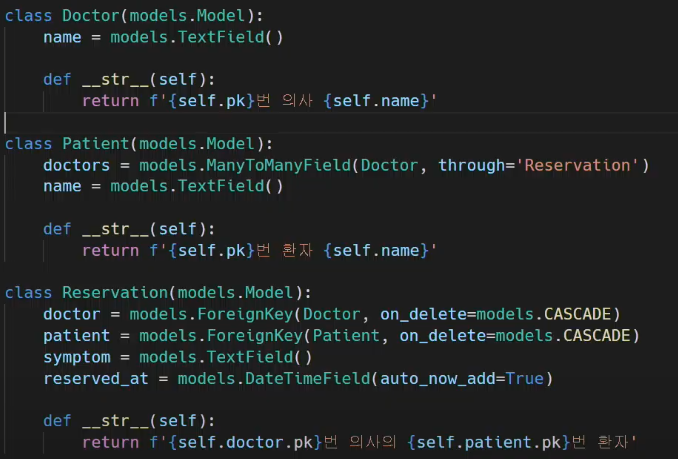 class Doctor(models.Model):
    name = models.TextField()
    def __str__(self):
        return f'{self.pk}번 의사 {self.name}'
class Patient(models.Model):
    doctors = models.ManyToManyField(Doctor, through='Reservation')
    name = models.TextField()
    def __str__(self):
        return f'{self.pk}번 환자 {self.name}'
class Reservation(models.Model):
    doctor = models.ForeignKey(Doctor, on_delete=models.CASCADE)
    patient = models.ForeignKey(Patient, on_delete=models.CASCADE)
    symptom = models.TextField()
    reserved_at = models.DateTimeField(auto_now_add=True)
    def __str__(self):
        return f'{self.doctor.pk}번 의사의 {self.patient.pk}번 환자'